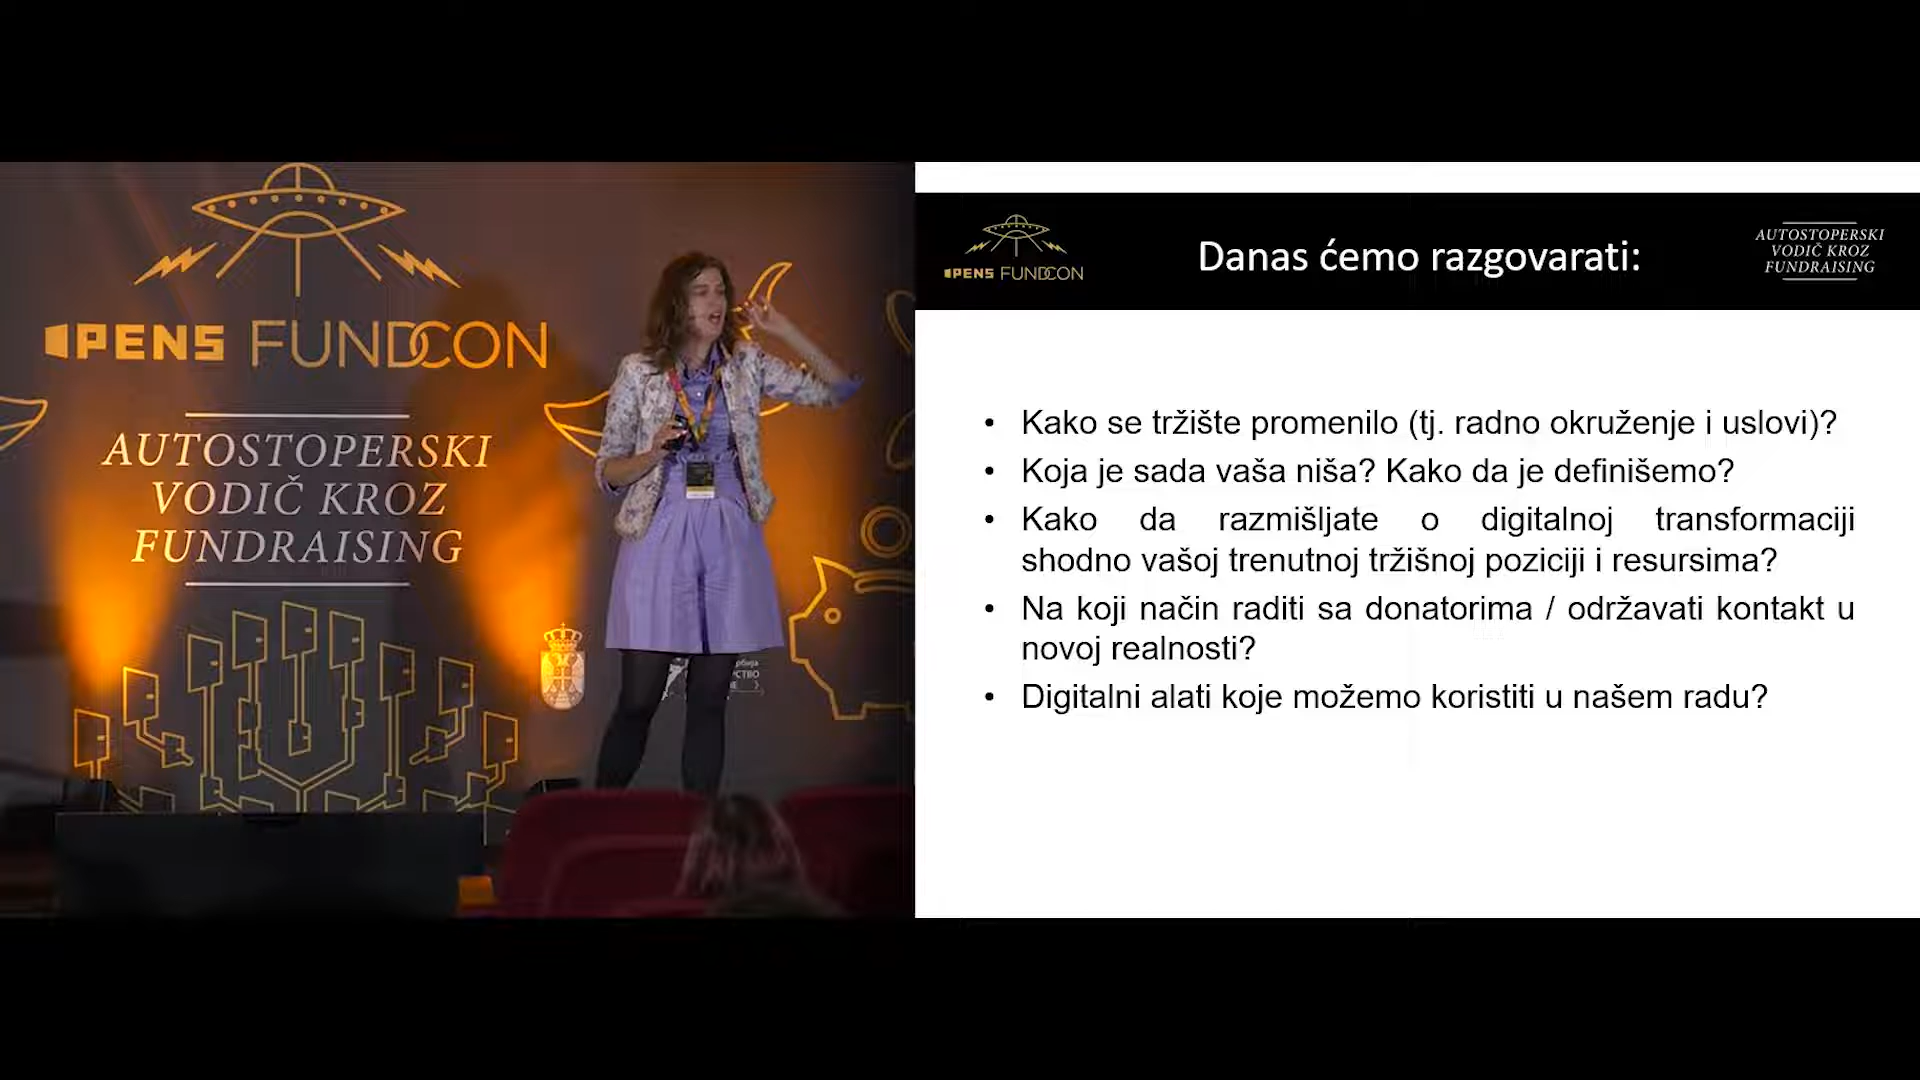 OPENS FUNDCON
AUTOSTOPERSKI
VODIČ KROZ
FUNDRAISING
OPENS FUNDCON
Danas ćemo razgovarati:
AUTOSTOPERSKI
VODIČ KROZ
FUNDRAISING
• Kako se tržište promenilo (tj. radno okruženje i uslovi)?
• Koja je sada vaša niša? Kako da je definišemo?
• Kako da razmišljate o digitalnoj transformaciji
shodno vašoj trenutnoj tržišnoj poziciji i resursima?
• Na koji način raditi sa donatorima / održavati kontakt u
novoj realnosti?
• Digitalni alati koje možemo koristiti u našem radu?